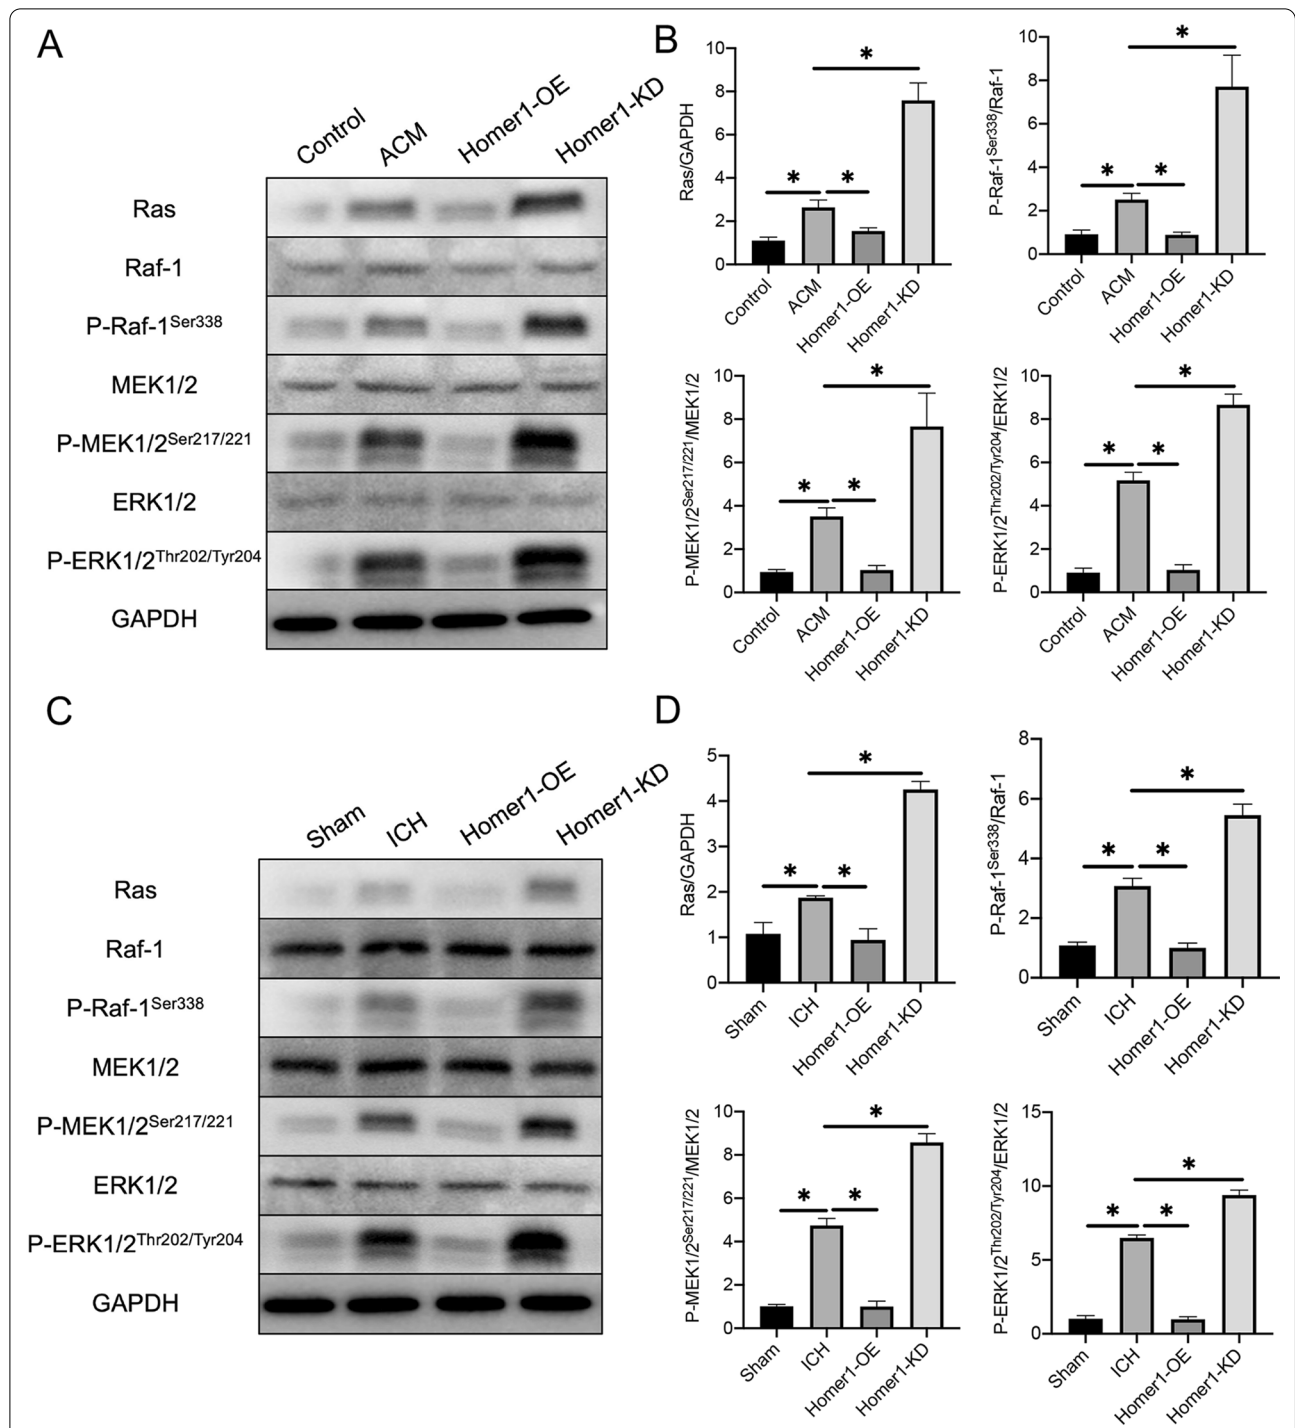 A
Control
ACM
Homer1-OE
Homer1-KD
Ras
Raf-1
P-Raf-1Ser338
MEK1/2
P-MEK1/2Ser217/221
ERK1/2
P-ERK1/2Thr202/Tyr204
GAPDH
B
Ras/GAPDH
10
8
6
4
2
0
*
*
*
Control
ACM
Homer1-OE
Homer1-KD
P-Raf-1Ser338/Raf-1
10
8
6
4
2
0
*
*
*
Control
ACM
Homer1-OE
Homer1-KD
P-MEK1/2Ser217/221/MEK1/2
10
8
6
4
2
0
*
*
*
Control
ACM
Homer1-OE
Homer1-KD
P-ERK1/2Thr202/Tyr204/ERK1/2
10
8
6
4
2
0
*
*
*
Control
ACM
Homer1-OE
Homer1-KD
C
Sham
ICH
Homer1-OE
Homer1-KD
Ras
Raf-1
P-Raf-1Ser338
MEK1/2
P-MEK1/2Ser217/221
ERK1/2
P-ERK1/2Thr202/Tyr204
GAPDH
D
Ras/GAPDH
5
4
3
2
1
0
*
*
*
Sham
ICH
Homer1-OE
Homer1-KD
P-Raf-1Ser338/Raf-1
8
6
4
2
0
*
*
*
Sham
ICH
Homer1-OE
Homer1-KD
P-MEK1/2Ser217/221/MEK1/2
10
8
6
4
2
0
*
*
*
Sham
ICH
Homer1-OE
Homer1-KD
P-ERK1/2Thr202/Tyr204/ERK1/2
15
10
5
0
*
*
*
Sham
ICH
Homer1-OE
Homer1-KD